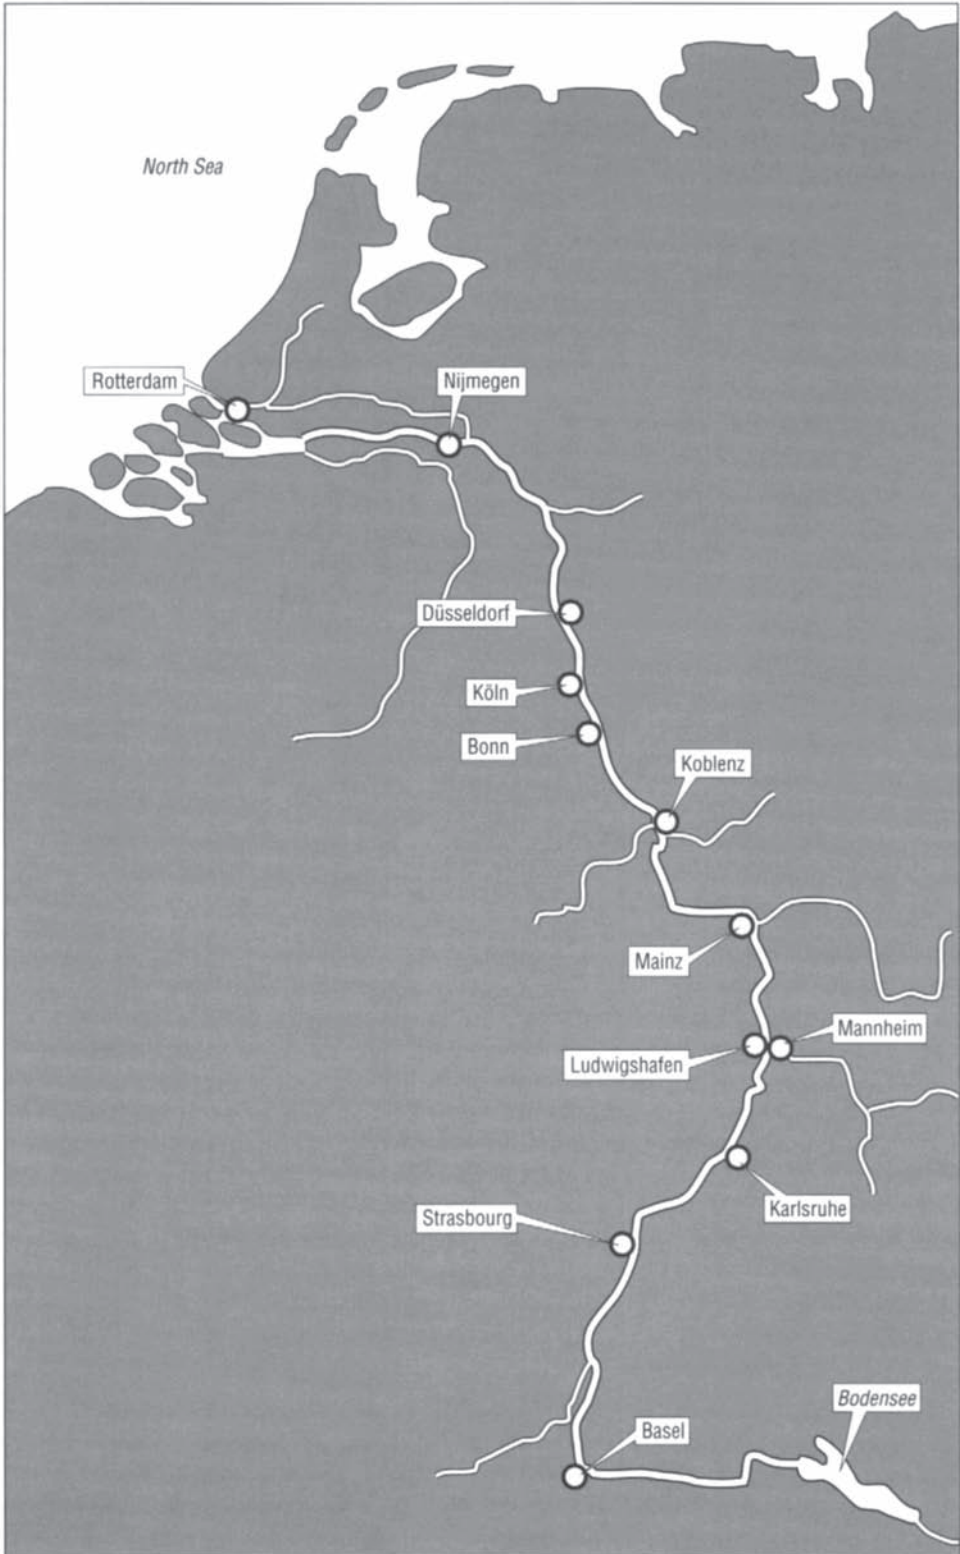 North Sea
Rotterdam
Nijmegen
Düsseldorf
Köln
Bonn
Koblenz
Mainz
Mannheim
Ludwigshafen
Karlsruhe
Strasbourg
Bodensee
Basel